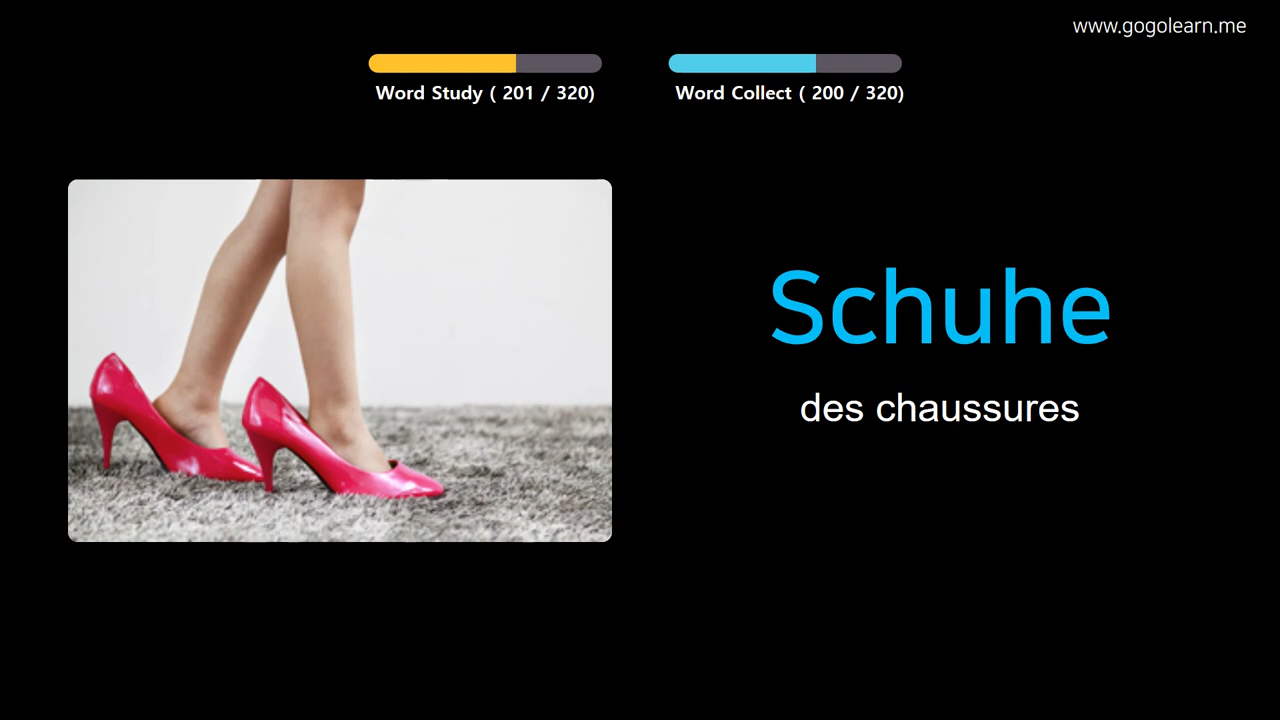 www.gogolearn.me
Word Study ( 201 / 320)
Word Collect ( 200 / 320)
Schuhe
des chaussures